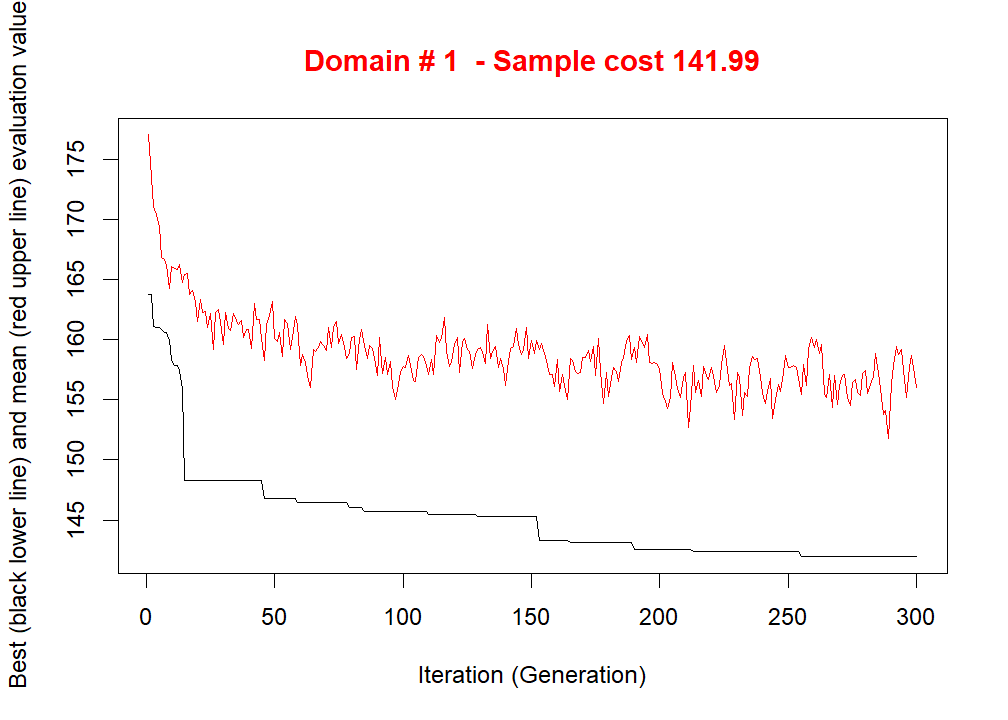 Domain # 1  - Sample cost 141.99
Best (black lower line) and mean (red upper line) evaluation value
175
170
165
160
155
150
145
0 50 100 150 200 250 300
Iteration (Generation)